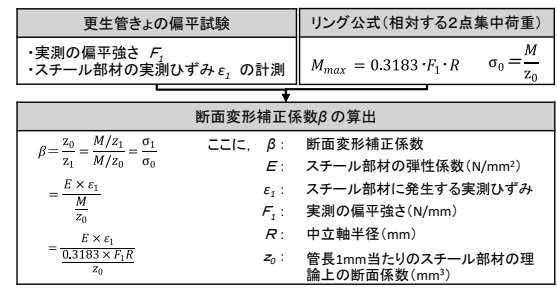 更生管きょの偏平試験
・実測の偏平強さ F₁
・スチール部材の実測ひずみε₁ の計測
リング公式(相対する2点集中荷重)
M_max = 0.3183・F₁・R  σ₀ = M/z₀
断面変形補正係数βの算出
β = z₀/z₁ = (M/z₁)/(M/z₀) = σ₁/σ₀
= (E × ε₁)/(M/z₀)
= (E × ε₁)/((0.3183 × F₁R)/z₀)
ここに, β: 断面変形補正係数
E: スチール部材の弾性係数(N/mm²)
ε₁: スチール部材に発生する実測ひずみ
F₁: 実測の偏平強さ(N/mm)
R: 中立軸半径(mm)
z₀: 管長1mm当たりのスチール部材の理
論上の断面係数(mm³)